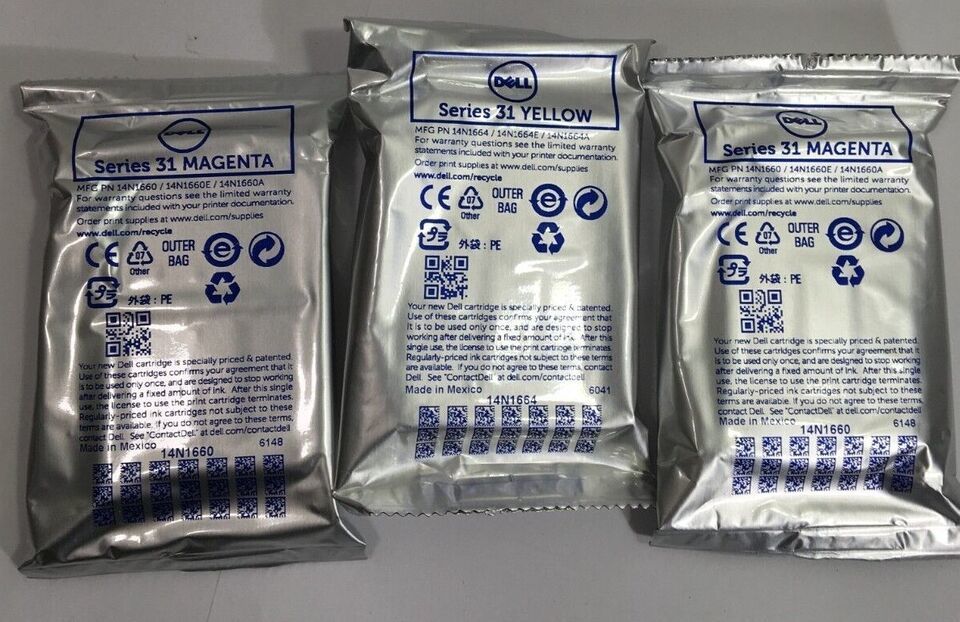 DELL
Series 31 MAGENTA
MFG PN 14N1660 / 14N1660E / 14N1660A
For warranty questions see the limited warranty
statements included with your printer documentation.
Order print supplies at www.dell.com/supplies
www.dell.com/recycle
CE
07
Other
OUTER
BAG
e
プラ
外袋 : PE
Your new Dell cartridge is specially priced & patented.
Use of these cartridges confirms your agreement that it
is to be used only once, and are designed to stop working
after delivering a fixed amount of ink. After this single
use, the license to use the print cartridge terminates.
Regularly-priced ink cartridges not subject to these
terms are available. If you do not agree to these terms,
contact Dell. See "ContactDell" at dell.com/contactdell
Made in Mexico
6148
14N1660
DELL
Series 31 YELLOW
MFG PN 14N1664 / 14N1664E / 14N1664A
For warranty questions see the limited warranty
statements included with your printer documentation.
Order print supplies at www.dell.com/supplies
www.dell.com/recycle
CE
07
Other
OUTER
BAG
e
プラ
外袋 : PE
Your new Dell cartridge is specially priced & patented.
Use of these cartridges confirms your agreement that
it is to be used only once, and are designed to stop
working after delivering a fixed amount of ink. After this
single use, the license to use the print cartridge terminates.
Regularly-priced ink cartridges not subject to these terms
are available. If you do not agree to these terms, contact
Dell. See "ContactDell" at dell.com/contactdell
Made in Mexico
6041
14N1664
DELL
Series 31 MAGENTA
MFG PN 14N1660 / 14N1660E / 14N1660A
For warranty questions see the limited warranty
statements included with your printer documentation.
Order print supplies at www.dell.com/supplies
www.dell.com/recycle
CE
07
Other
OUTER
BAG
e
プラ
外袋 : PE
Your new Dell cartridge is specially priced & patented.
Use of these cartridges confirms your agreement that it
is to be used only once, and are designed to stop working
after delivering a fixed amount of ink. After this single
use, the license to use the print cartridge terminates.
Regularly-priced ink cartridges not subject to these
terms are available. If you do not agree to these terms,
contact Dell. See "ContactDell" at dell.com/contactdell
Made in Mexico
6148
14N1660